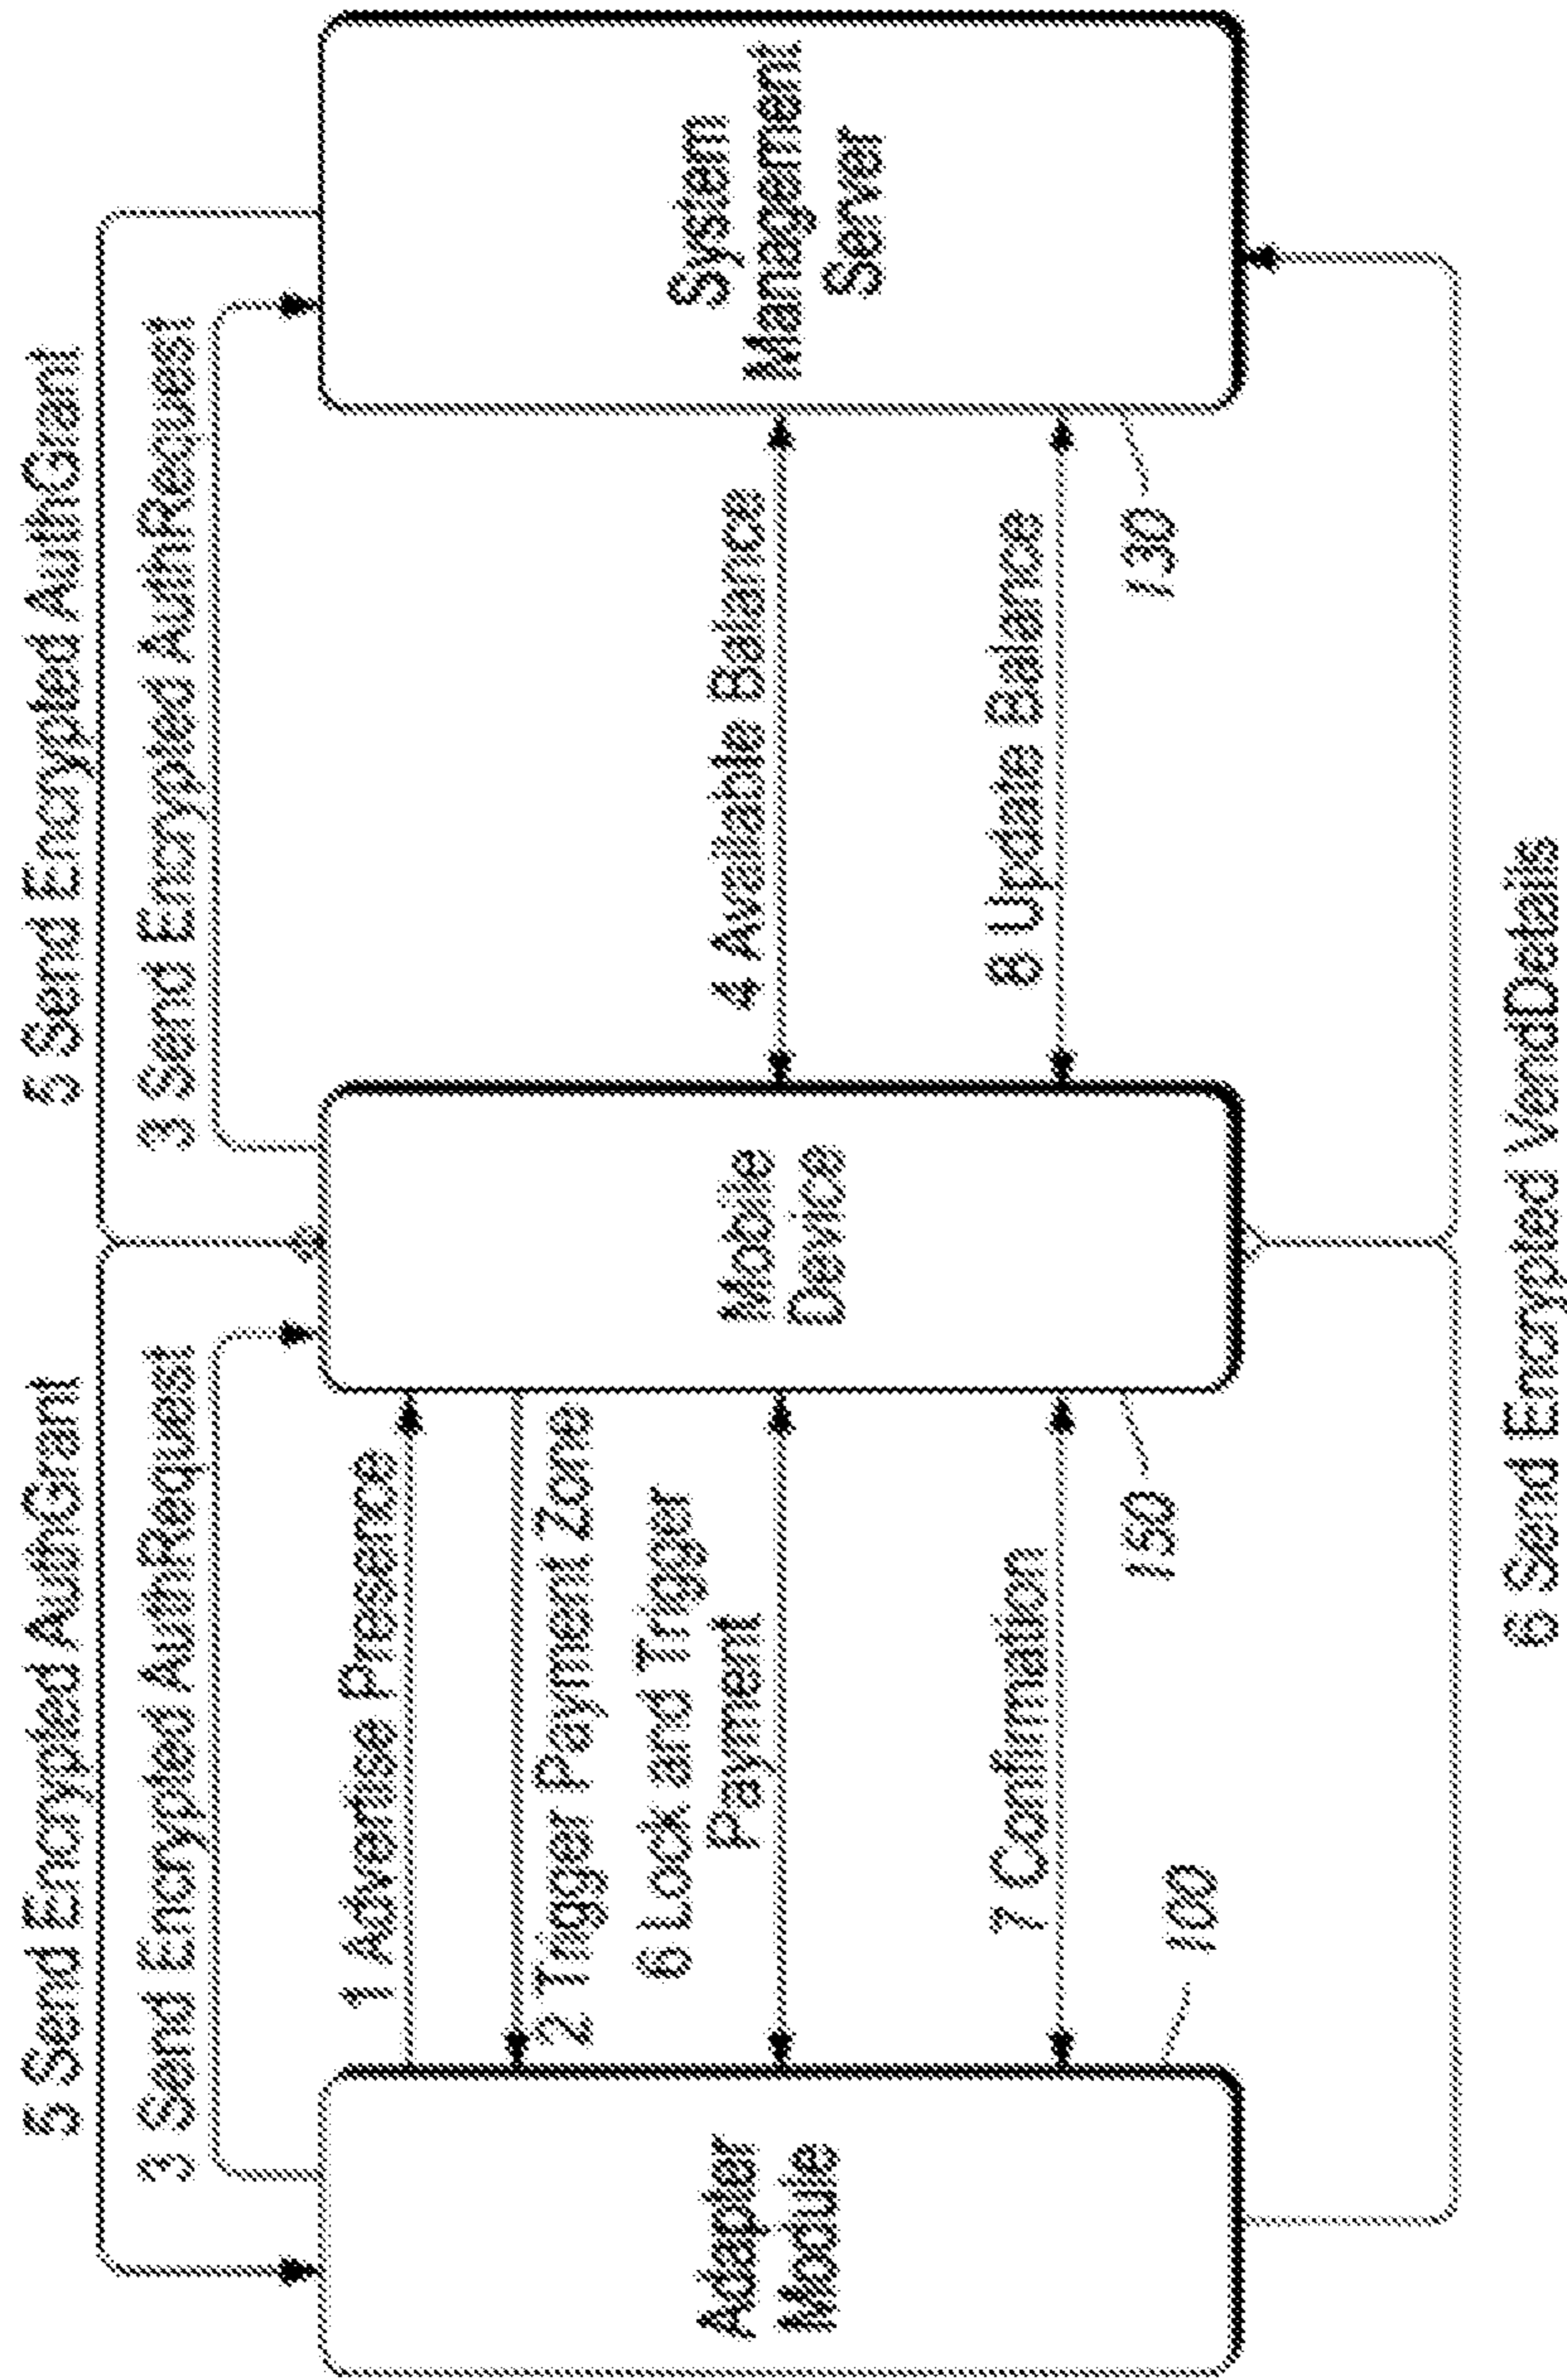 5 Send Encrypted AuthGrant
5 Send Encrypted AuthGrant
3 Send Encrypted AuthRequest
3 Send Encrypted AuthRequest
1 Advertise Presence
2 Trigger Payment Zone
6 Lock and Trigger
Payment
4 Available Balance
7 Confirmation
8 Update Balance
Adapter
Module
Mobile
Device
System
Management
Server
100
150
130
6 Send Encrypted VendDetails